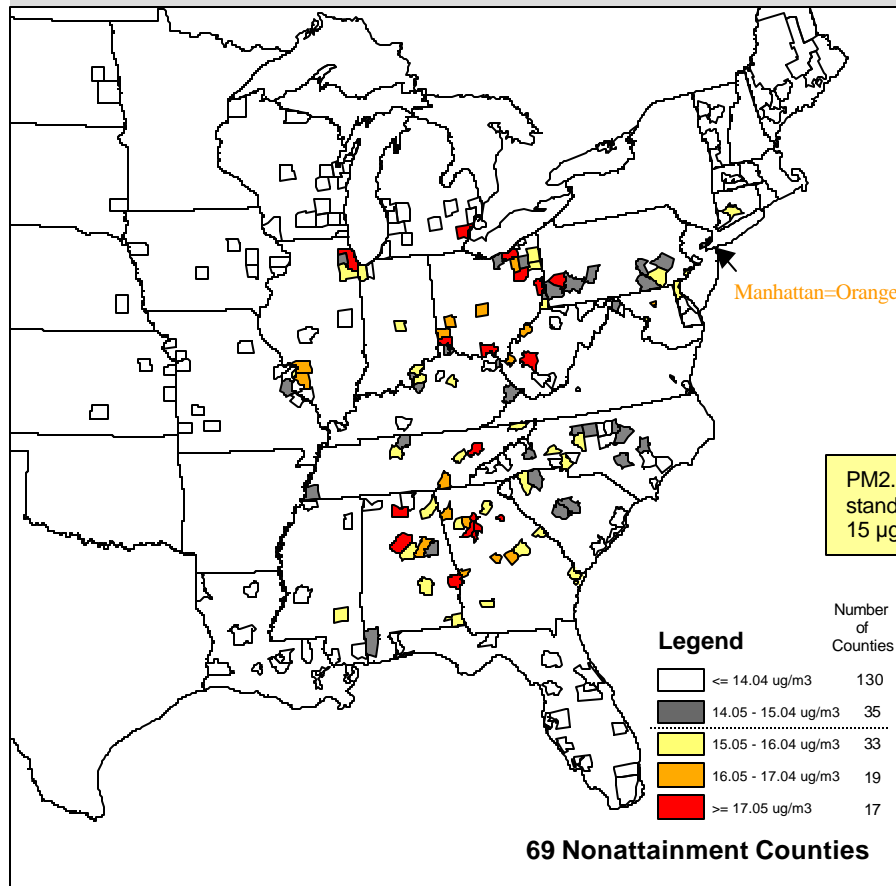 Manhattan=Orange
PM2.
stand
15 µg
Number
of
Counties
Legend
<= 14.04 ug/m3 130
14.05 - 15.04 ug/m3 35
15.05 - 16.04 ug/m3 33
16.05 - 17.04 ug/m3 19
>= 17.05 ug/m3 17
69 Nonattainment Counties